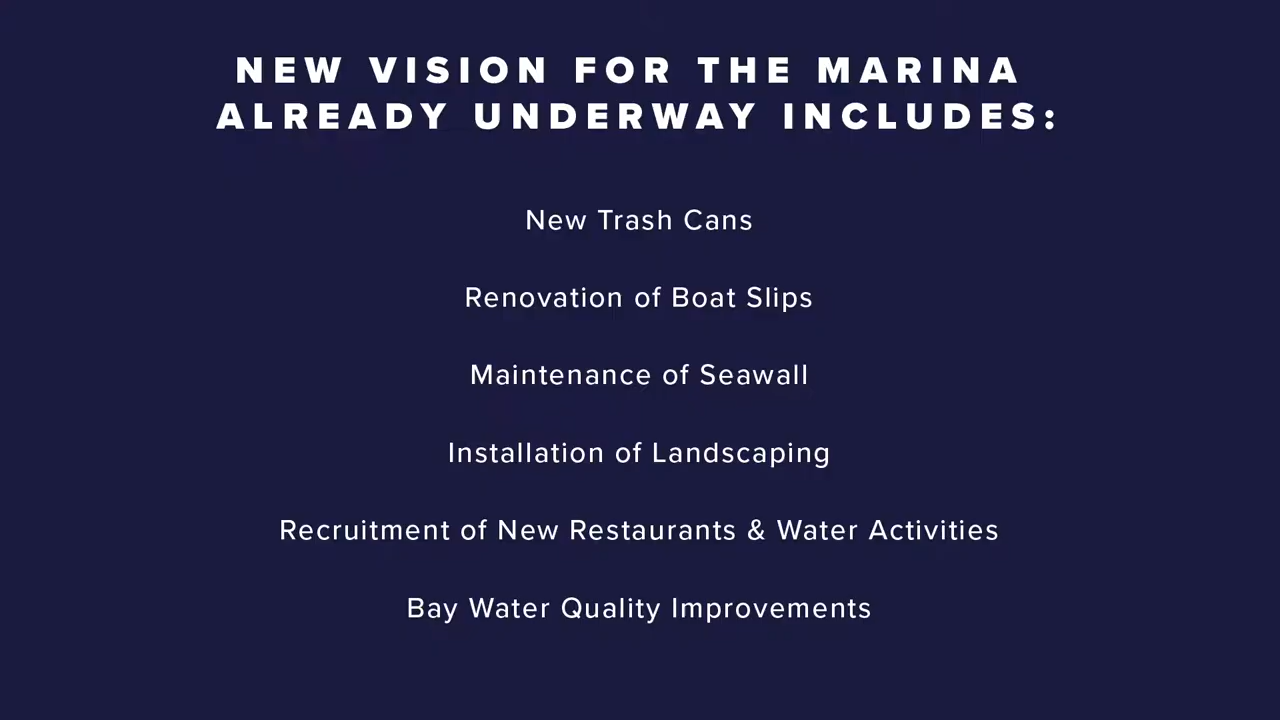 NEW VISION FOR THE MARINA
ALREADY UNDERWAY INCLUDES:
New Trash Cans
Renovation of Boat Slips
Maintenance of Seawall
Installation of Landscaping
Recruitment of New Restaurants & Water Activities
Bay Water Quality Improvements